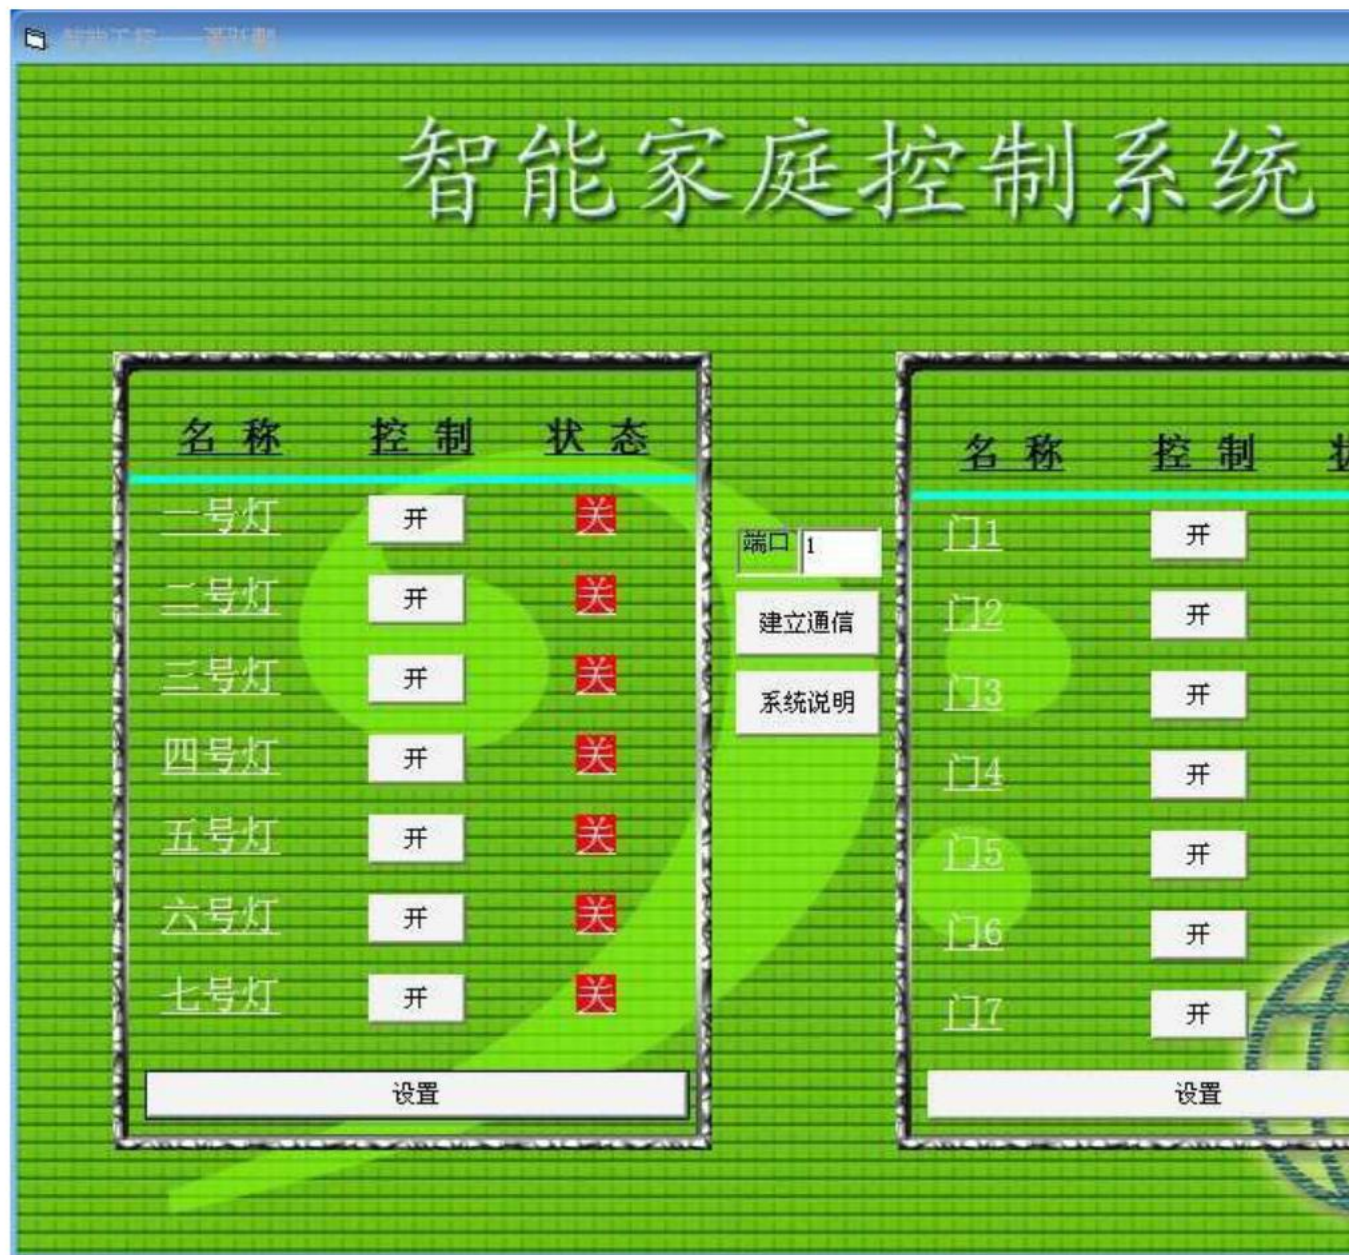 智能家庭控制系统
名称 控制 状态
一号灯 开 关
二号灯 开 关
三号灯 开 关
四号灯 开 关
五号灯 开 关
六号灯 开 关
七号灯 开 关
设置
端口 1
建立通信
系统说明
名称 控制
门1 开
门2 开
门3 开
门4 开
门5 开
门6 开
门7 开
设置